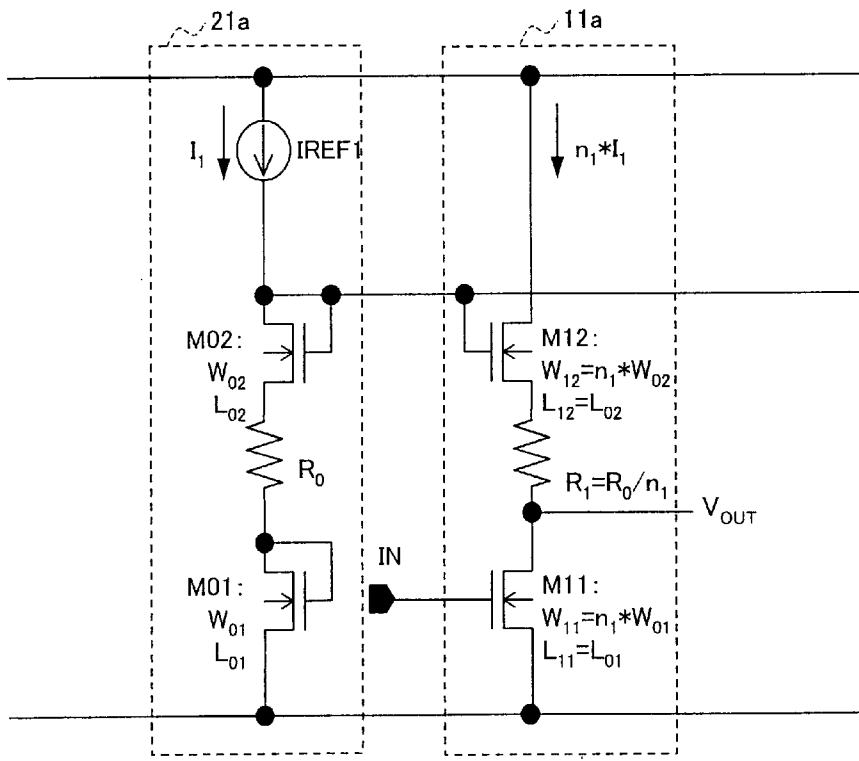 21a
11a
I₁
IREF1
n₁*I₁
M02:
W₀₂
L₀₂
M12:
W₁₂=n₁*W₀₂
L₁₂=L₀₂
R₀
R₁=R₀/n₁
V_OUT
IN
M01:
W₀₁
L₀₁
M11:
W₁₁=n₁*W₀₁
L₁₁=L₀₁